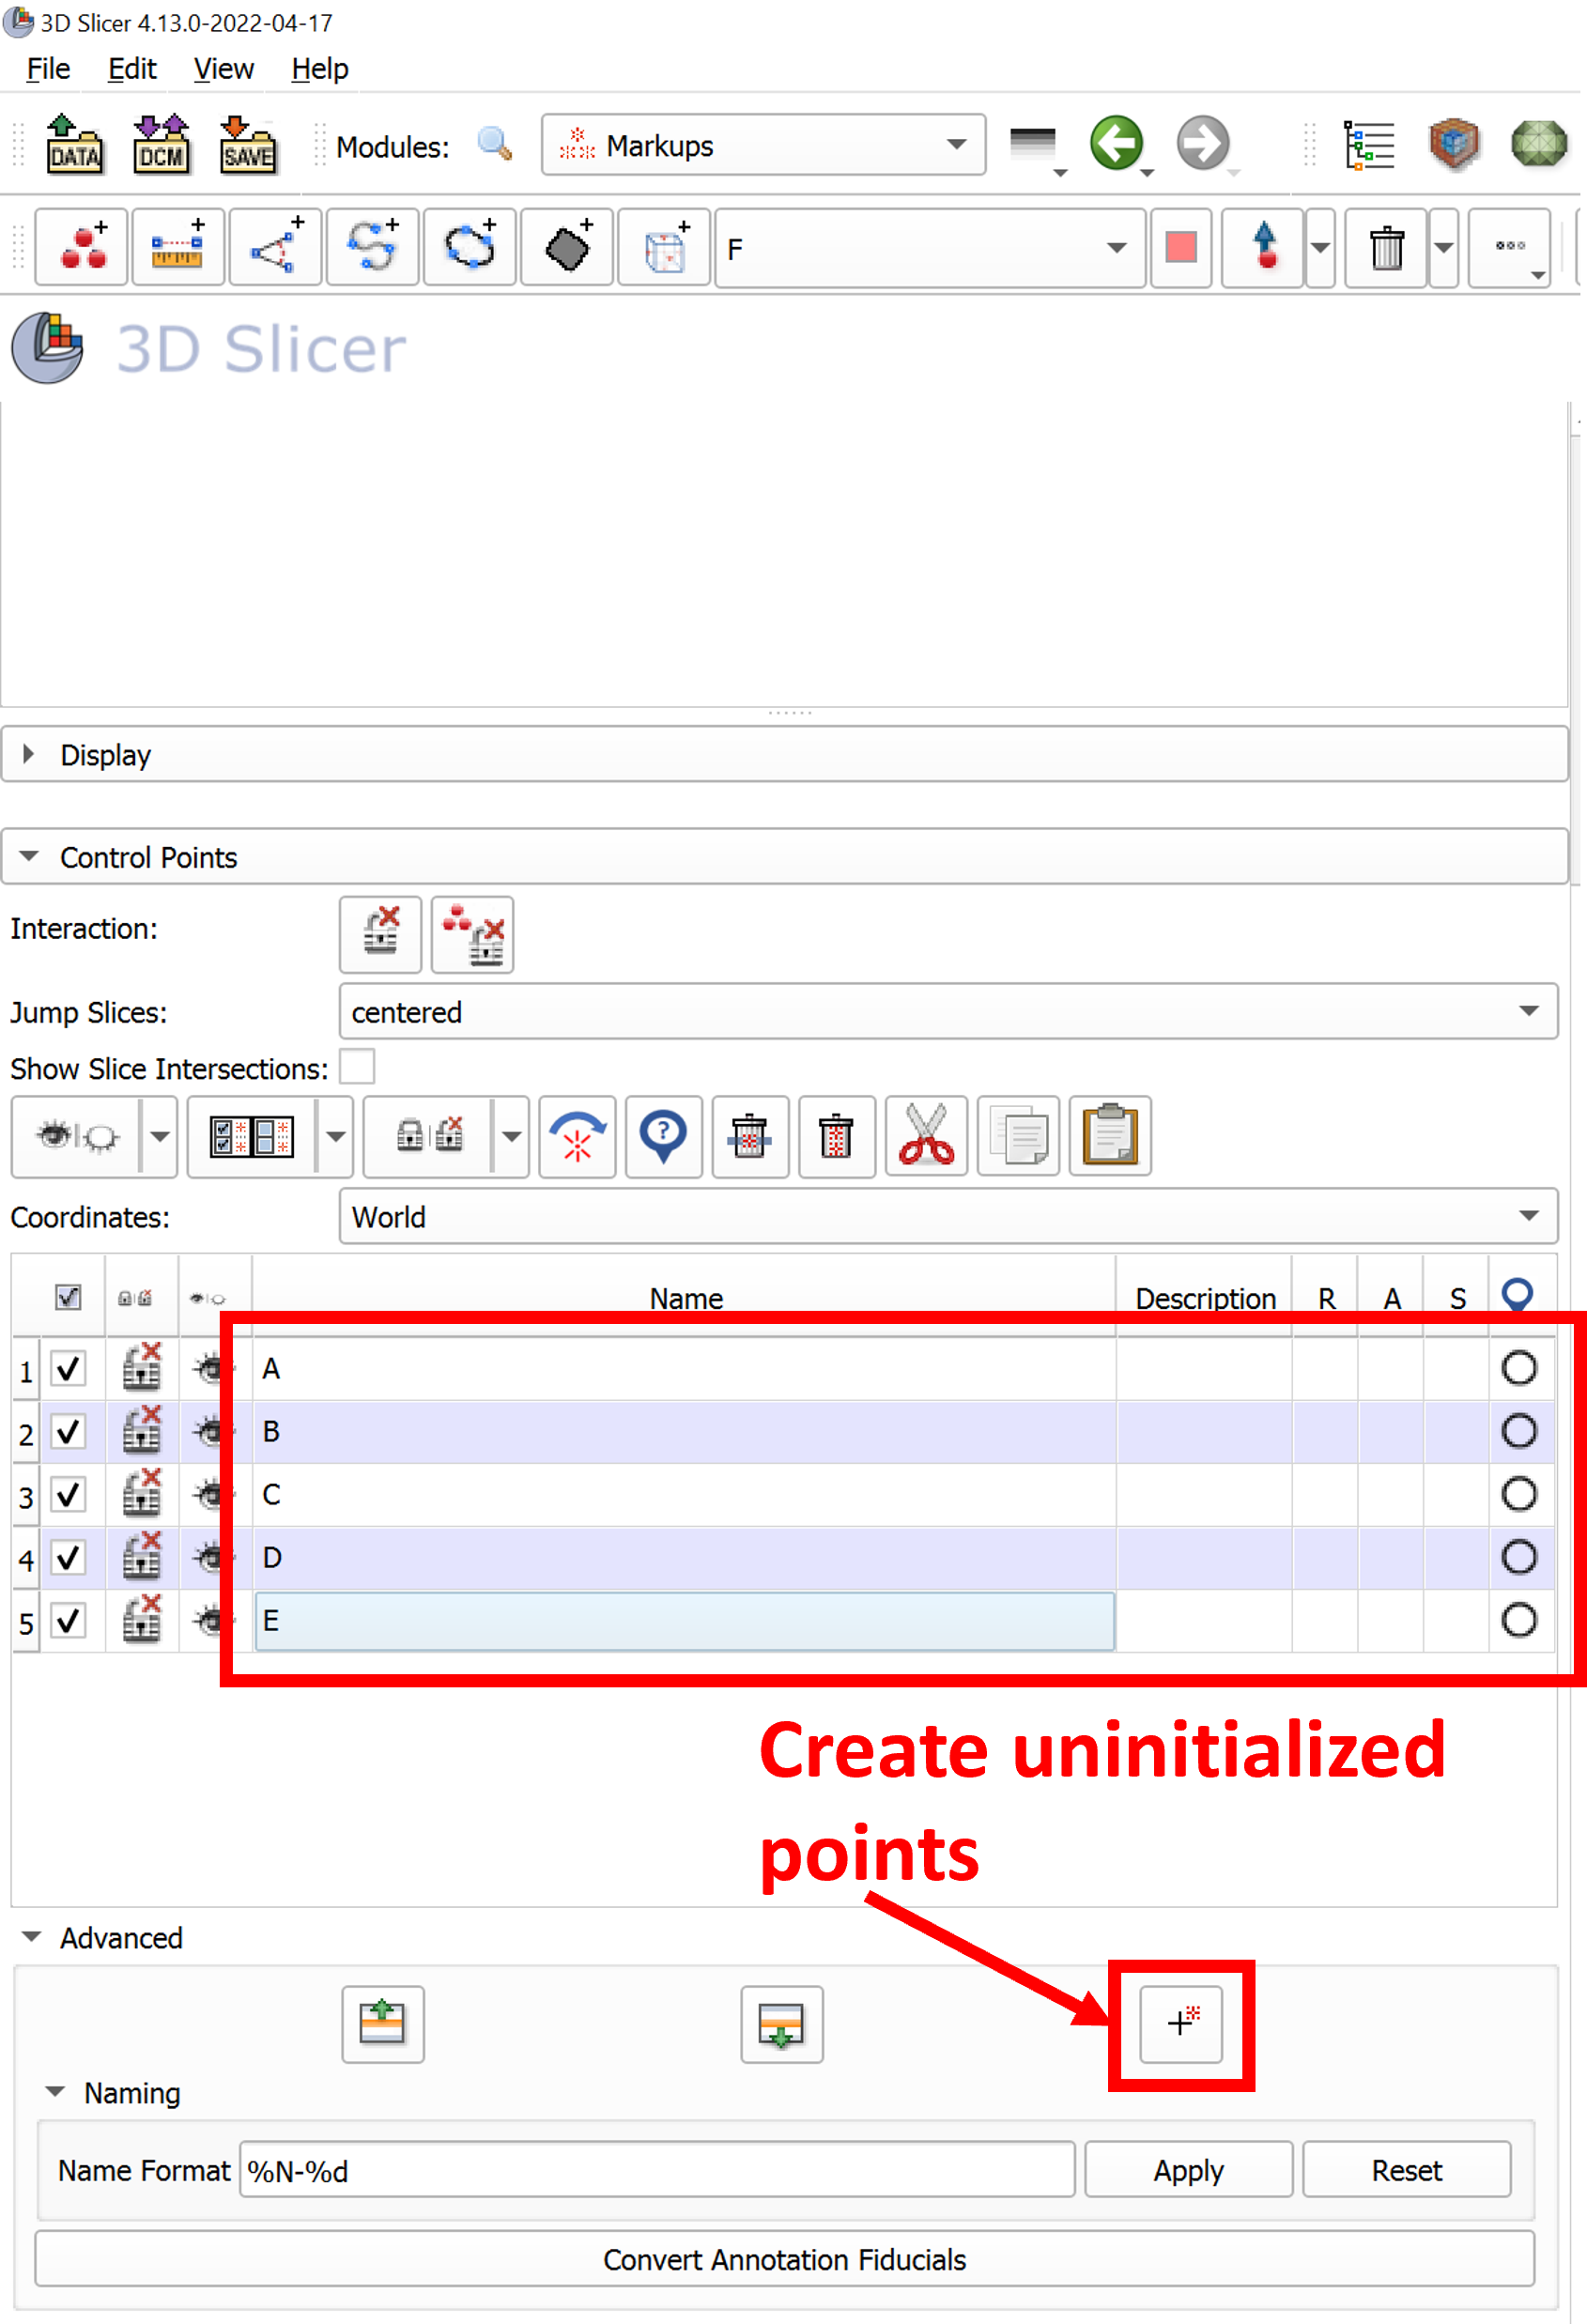 3D Slicer 4.13.0-2022-04-17
File Edit View Help
DATA DCM SAVE Modules: Markups
F
3D Slicer
Display
Control Points
Interaction:
Jump Slices: centered
Show Slice Intersections:
Coordinates: World
Name Description R A S
1 A
2 B
3 C
4 D
5 E
Create uninitialized
points
Advanced
Naming
Name Format %N-%d Apply Reset
Convert Annotation Fiducials